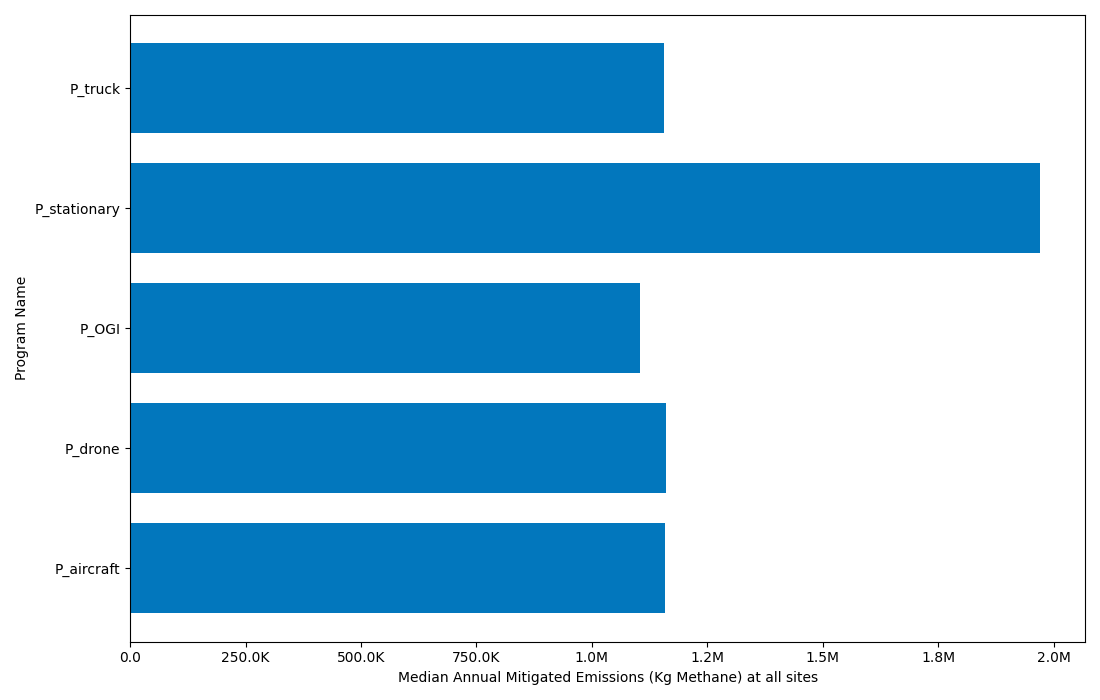 P_truck
P_stationary
P_OGI
P_drone
P_aircraft
Program Name
0.0 250.0K 500.0K 750.0K 1.0M 1.2M 1.5M 1.8M 2.0M
Median Annual Mitigated Emissions (Kg Methane) at all sites